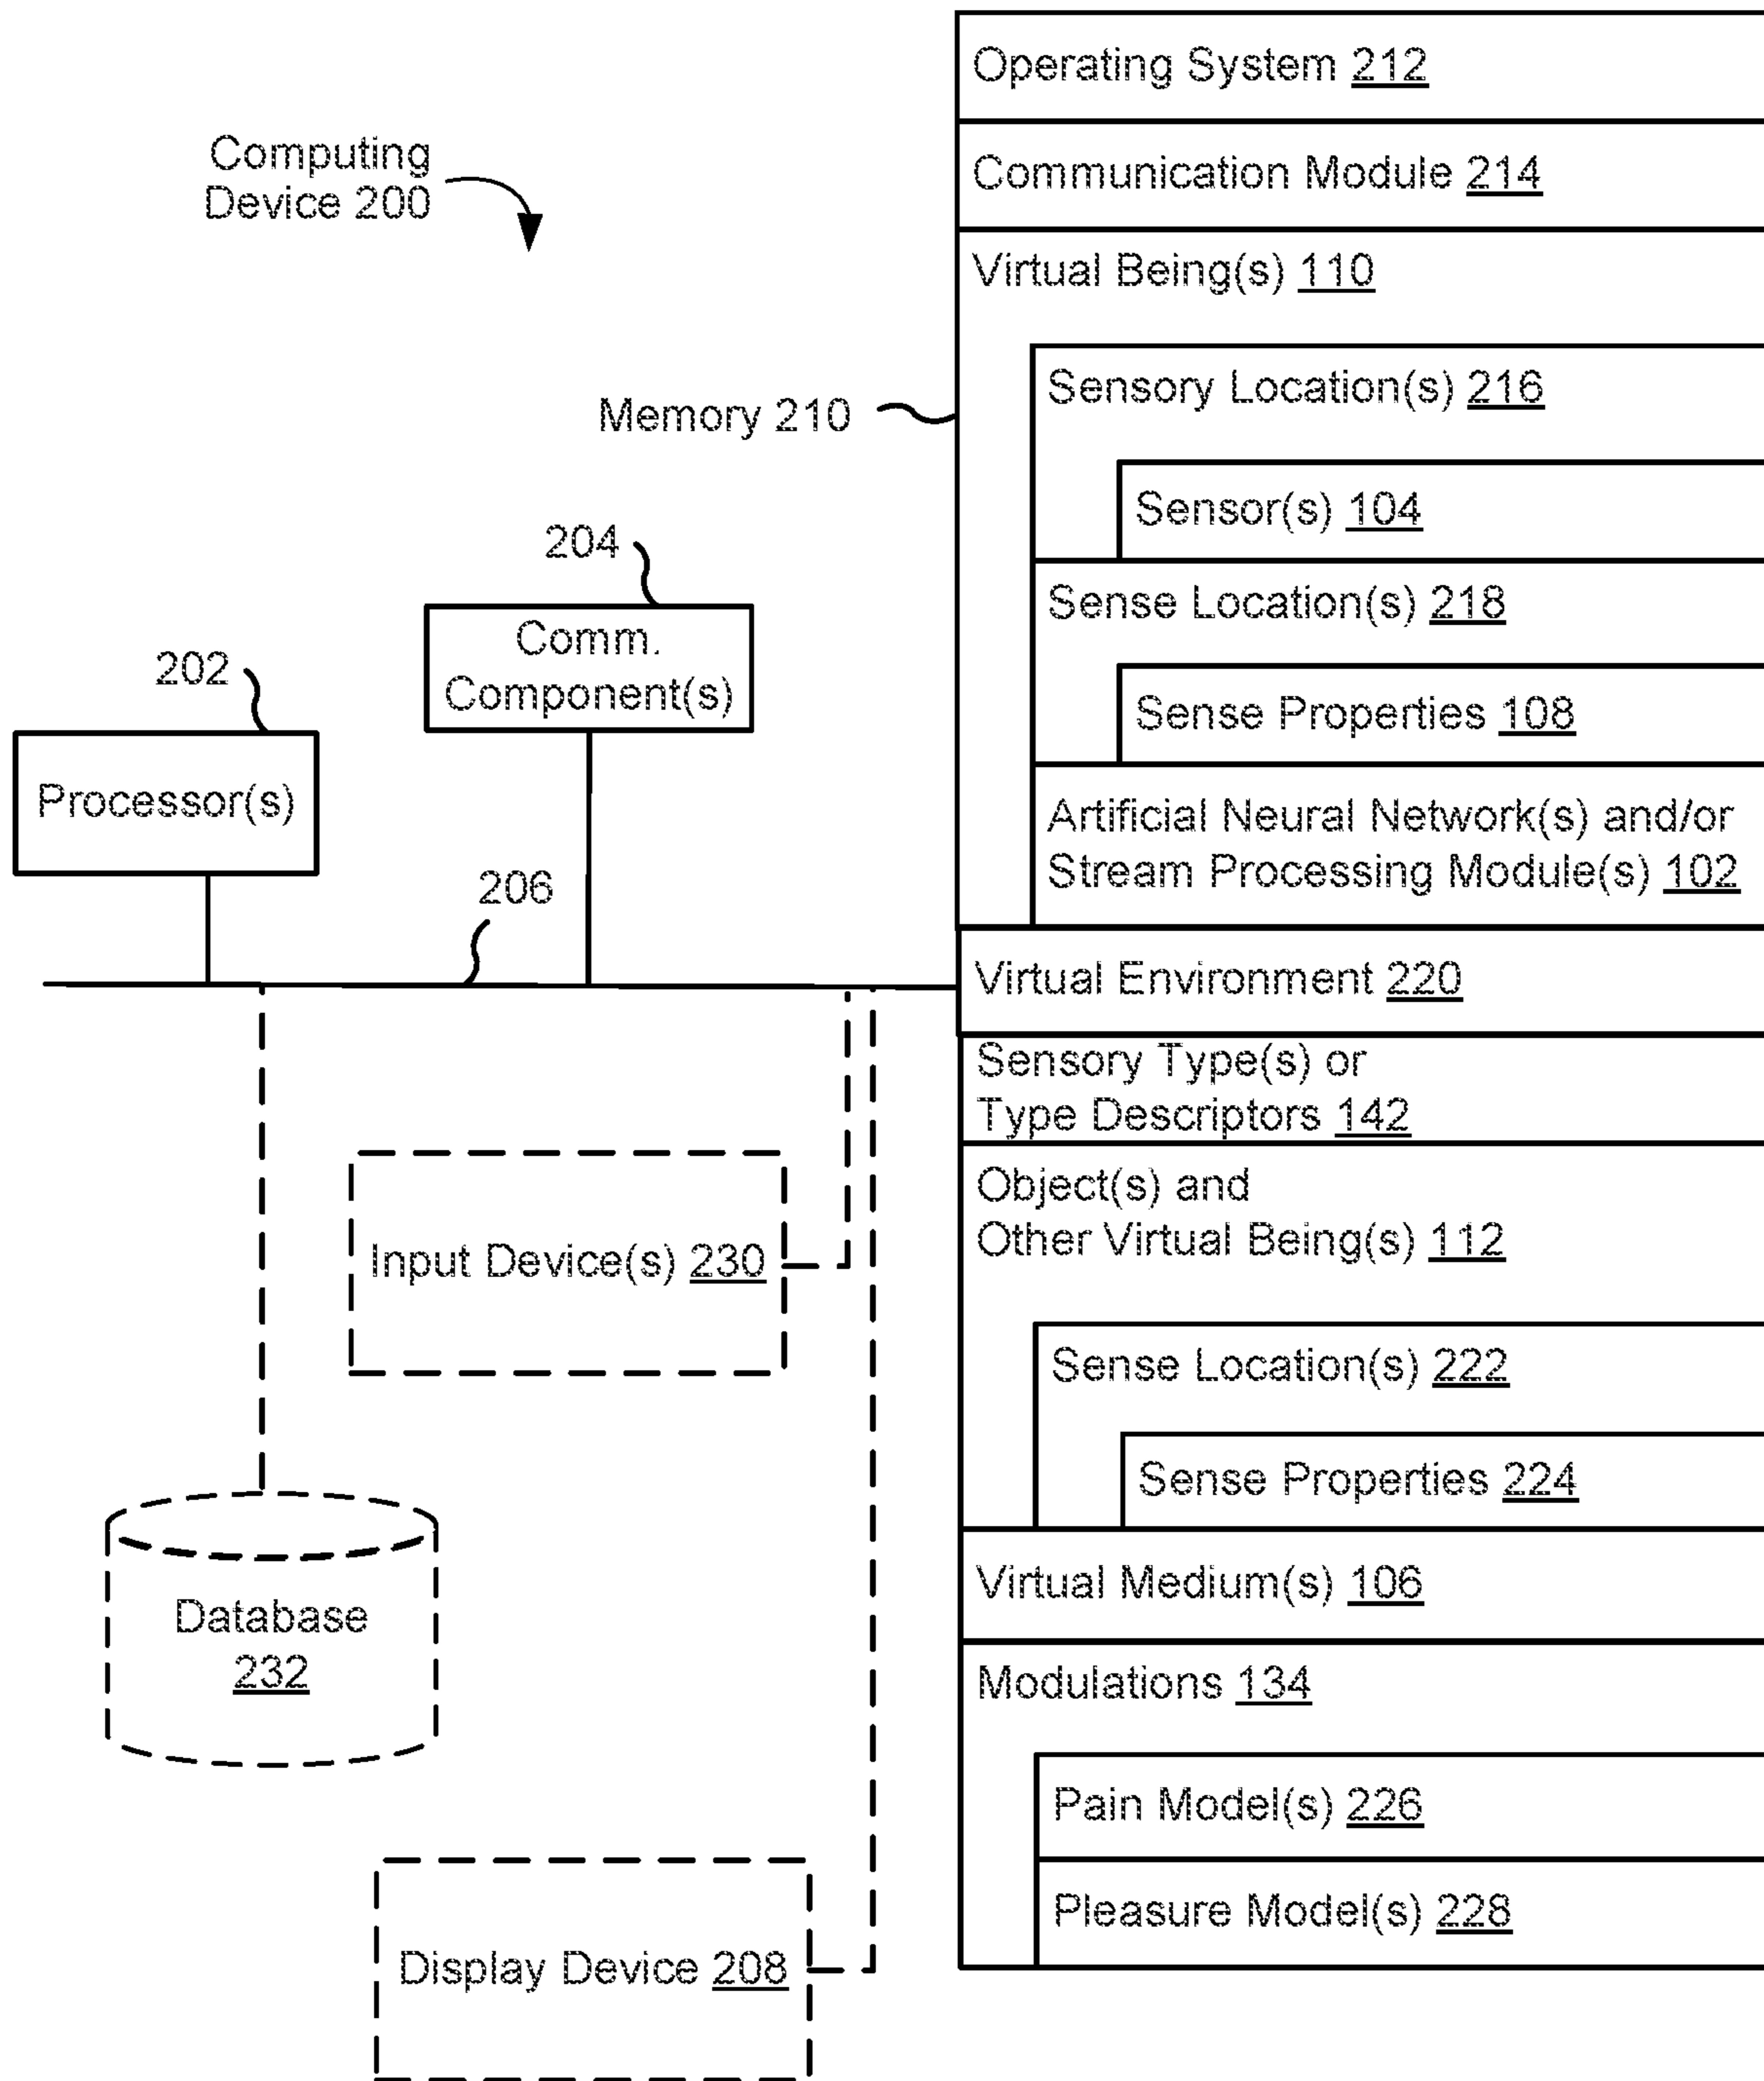 Computing
Device 200
Memory 210
204
Comm.
Component(s)
202
Processor(s)
206
Input Device(s) 230
Database
232
Display Device 208
Operating System 212
Communication Module 214
Virtual Being(s) 110
Sensory Location(s) 216
Sensor(s) 104
Sense Location(s) 218
Sense Properties 108
Artificial Neural Network(s) and/or
Stream Processing Module(s) 102
Virtual Environment 220
Sensory Type(s) or
Type Descriptors 142
Object(s) and
Other Virtual Being(s) 112
Sense Location(s) 222
Sense Properties 224
Virtual Medium(s) 106
Modulations 134
Pain Model(s) 226
Pleasure Model(s) 228